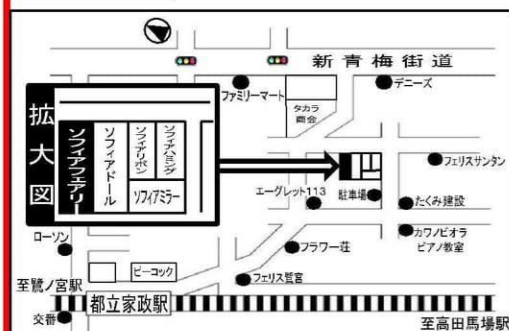 新青梅街道
ファミリーマート
タカラ商会
デニーズ
拡大図
ソフィアフェアリー
ソフィアドール
ソフィアリボン
ソフィアハミング
ソフィアミラー
フェリスサンタン
エーグレット113
駐車場
たくみ建設
カワノビオラ
ピアノ教室
フラワー荘
ローソン
ピーコック
フェリス鷺宮
至鷺ノ宮駅
都立家政駅
交番
至高田馬場駅